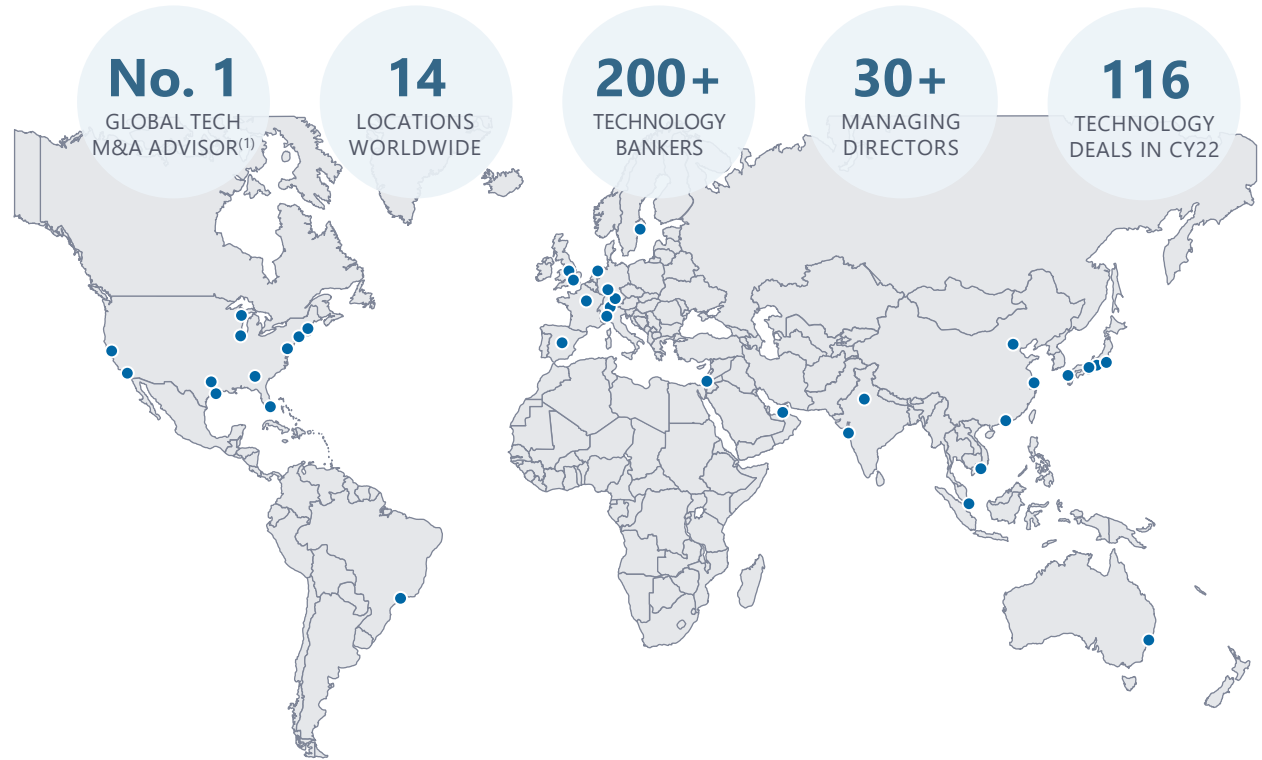 No. 1
GLOBAL TECH
M&A ADVISOR(1)
14
LOCATIONS
WORLDWIDE
200+
TECHNOLOGY
BANKERS
30+
MANAGING
DIRECTORS
116
TECHNOLOGY
DEALS IN CY22